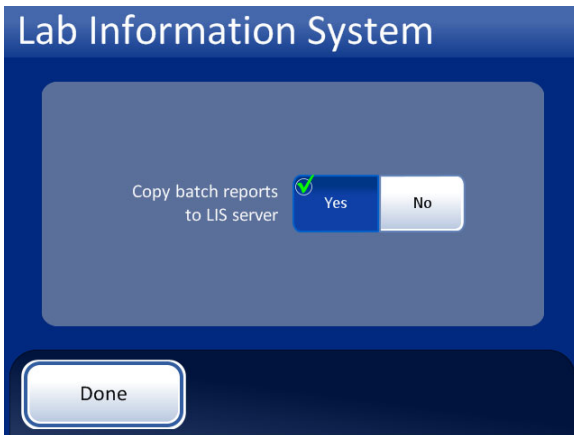 Lab Information System
Copy batch reports
to LIS server
Yes
No
Done